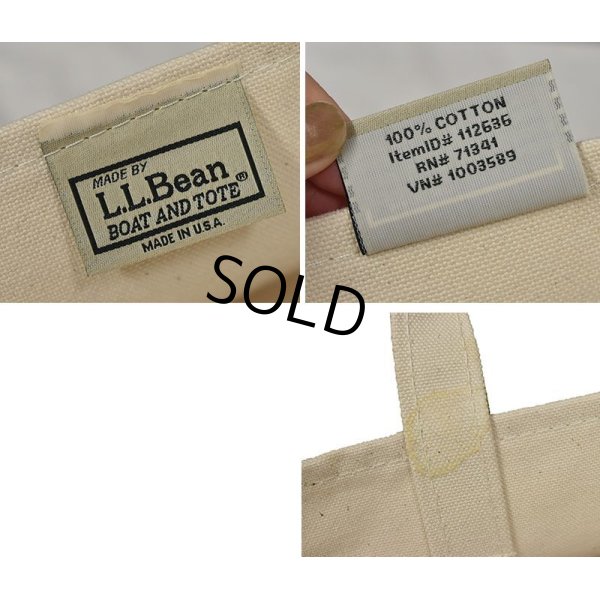 MADE BY
L.L.Bean
BOAT AND TOTE®
MADE IN U.S.A.
100% COTTON
ItemID# 112636
RN# 71341
VN# 1003589
SOLD